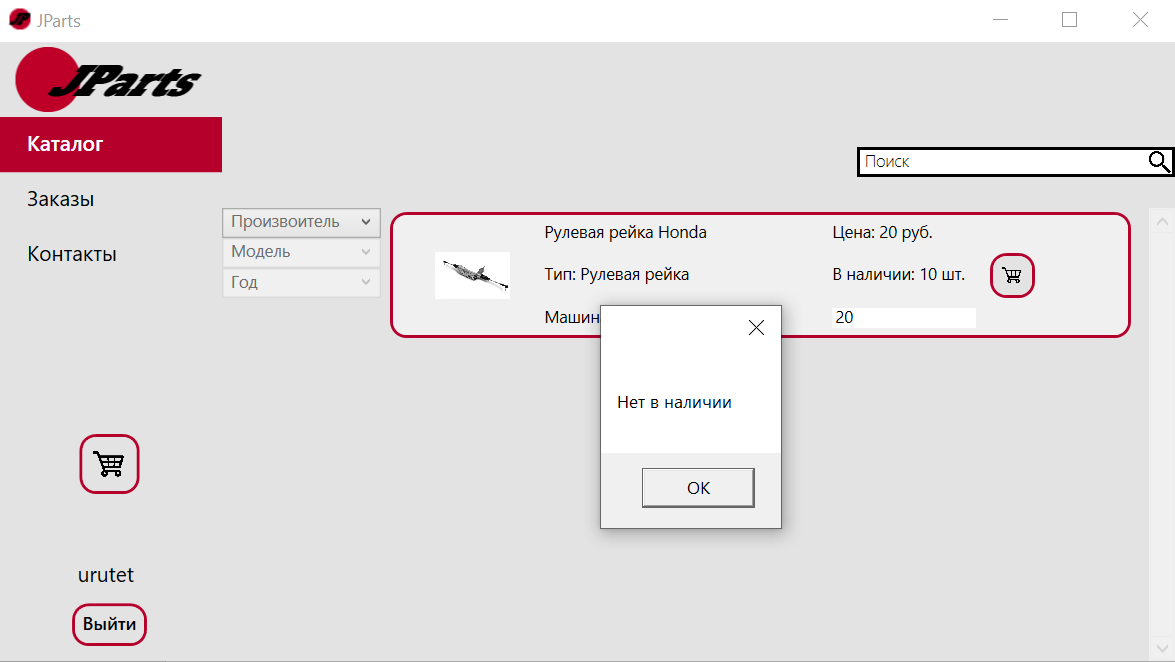 JParts
JParts
Каталог
Заказы
Контакты
Поиск
Произвоитель
Модель
Год
Рулевая рейка Honda
Тип: Рулевая рейка
Машин
Цена: 20 руб.
В наличии: 10 шт.
20
Нет в наличии
OK
urutet
Выйти